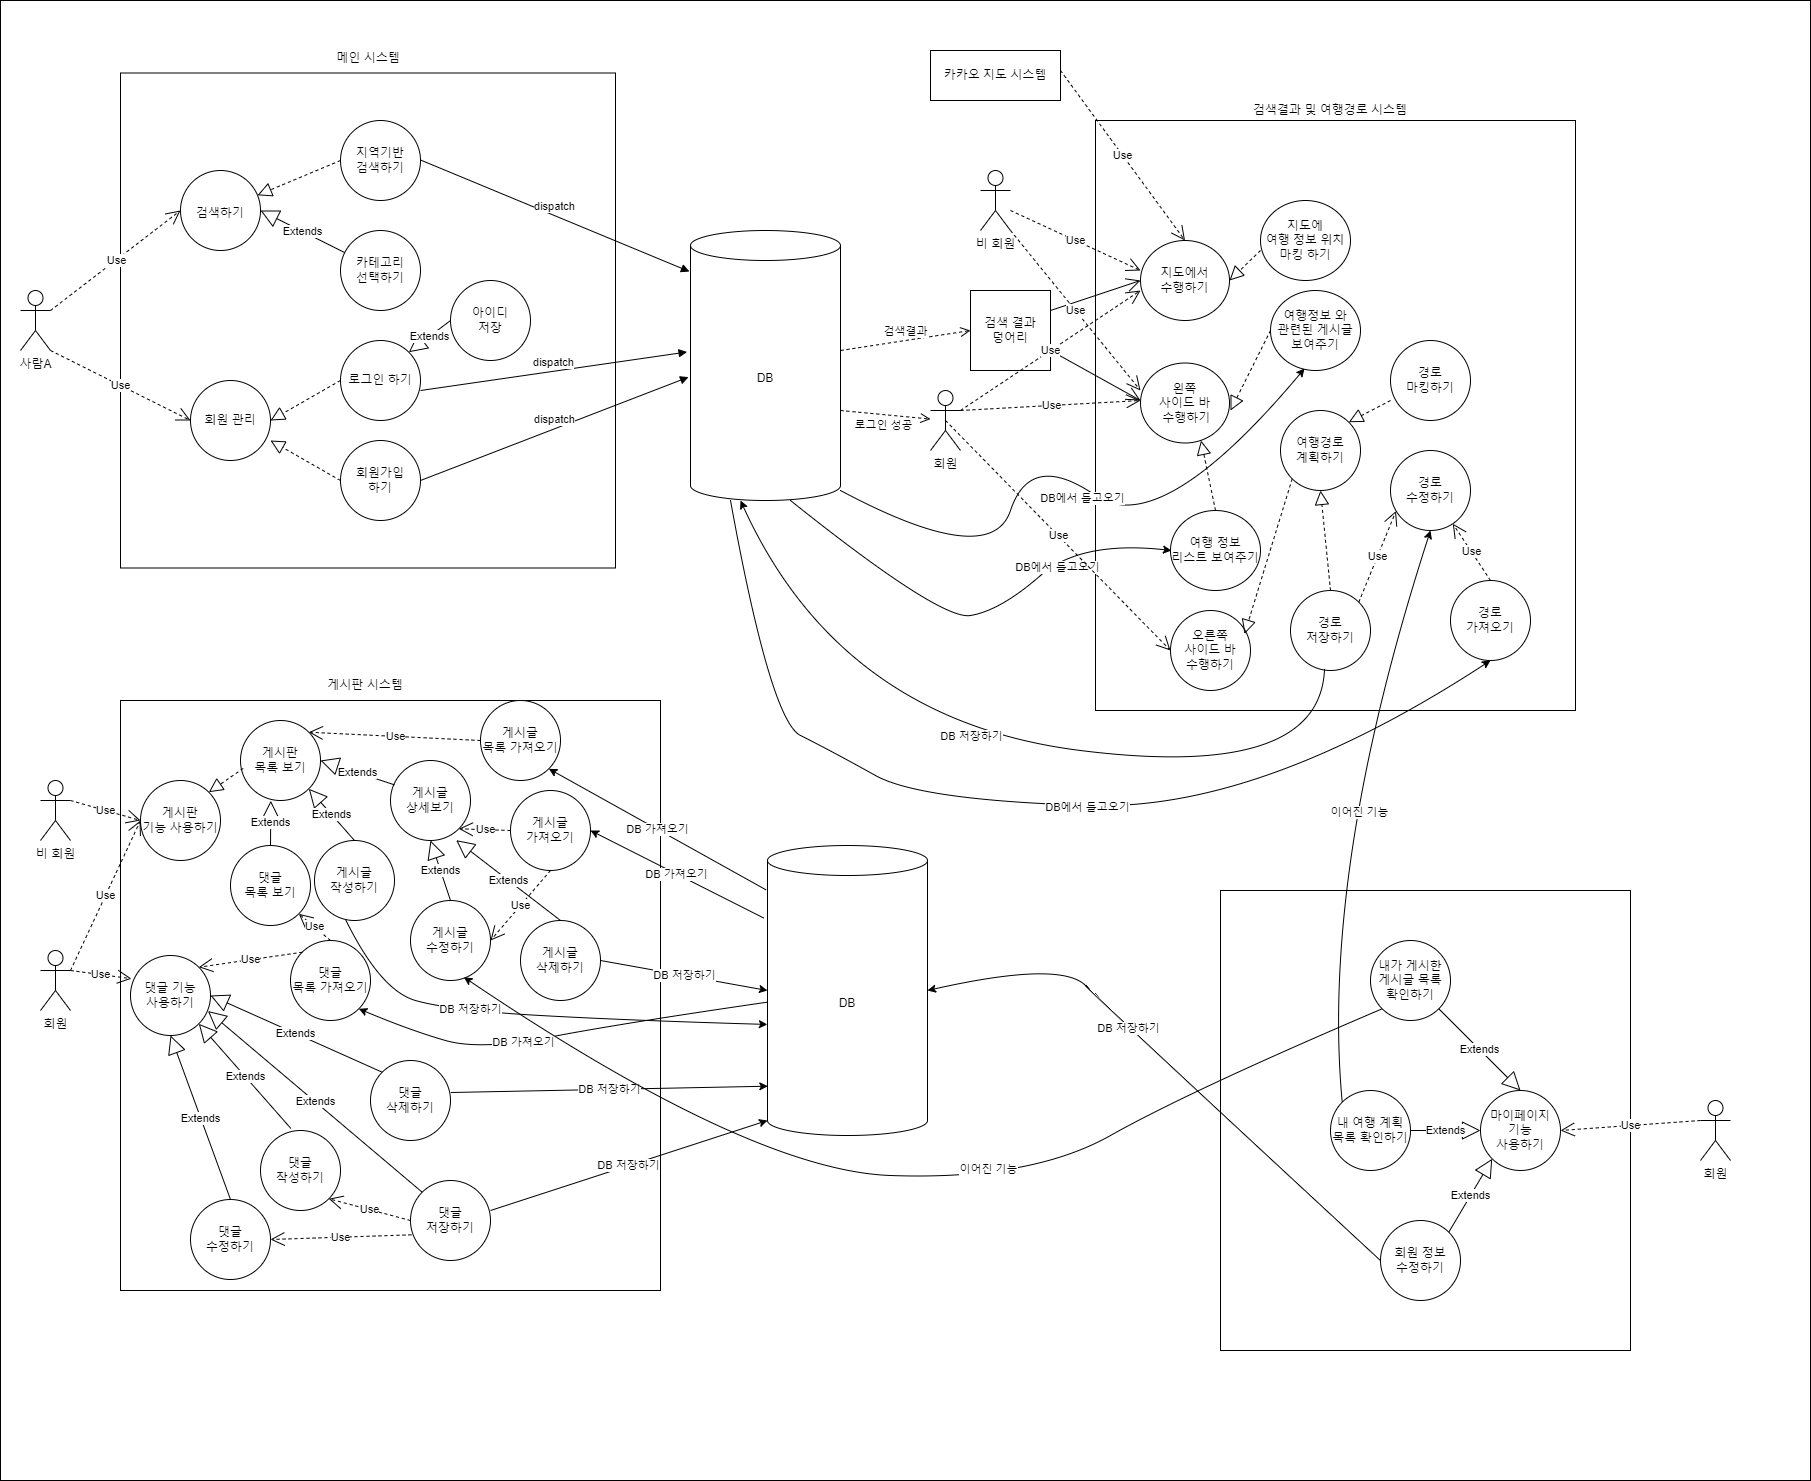 메인 시스템
지역기반
검색하기
검색하기
Extends
카테고리
선택하기
Use
dispatch
사람A
아이디
저장
Extends
로그인 하기
dispatch
Use
회원 관리
회원가입
하기
dispatch
DB
카카오 지도 시스템
검색결과 및 여행경로 시스템
Use
비 회원
Use
지도에
여행 정보 위치
마킹 하기
지도에서
수행하기
검색결과
검색 결과
덩어리
Use
Use
여행정보 와
관련된 게시글
보여주기
로그인 성공
회원
Use
왼쪽
사이드 바
수행하기
경로
마킹하기
여행경로
계획하기
경로
수정하기
DB에서 들고오기
Use
DB에서 들고오기
여행 정보
리스트 보여주기
Use
Use
오른쪽
사이드 바
수행하기
경로
저장하기
경로
가져오기
DB 저장하기
DB에서 들고오기
이어진 기능
게시판 시스템
게시판
목록 보기
Use
게시글
목록 가져오기
Extends
게시글
상세보기
비 회원
Use
게시판
기능 사용하기
Extends
Extends
Use
게시글
가져오기
DB 가져오기
DB 가져오기
댓글
목록 보기
게시글
작성하기
Extends
Extends
Use
Use
회원
Use
Use
게시글
수정하기
게시글
삭제하기
DB 저장하기
Use
댓글 기능
사용하기
댓글
목록 가져오기
DB 저장하기
DB 가져오기
Extends
DB
Extends
댓글
삭제하기
DB 저장하기
Extends
Extends
댓글
작성하기
DB 저장하기
Use
댓글
저장하기
댓글
수정하기
Use
이어진 기능
DB 저장하기
내가 게시한
게시글 목록
확인하기
Extends
내 여행 계획
목록 확인하기
Extends
마이페이지
기능
사용하기
Use
회원
Extends
회원 정보
수정하기